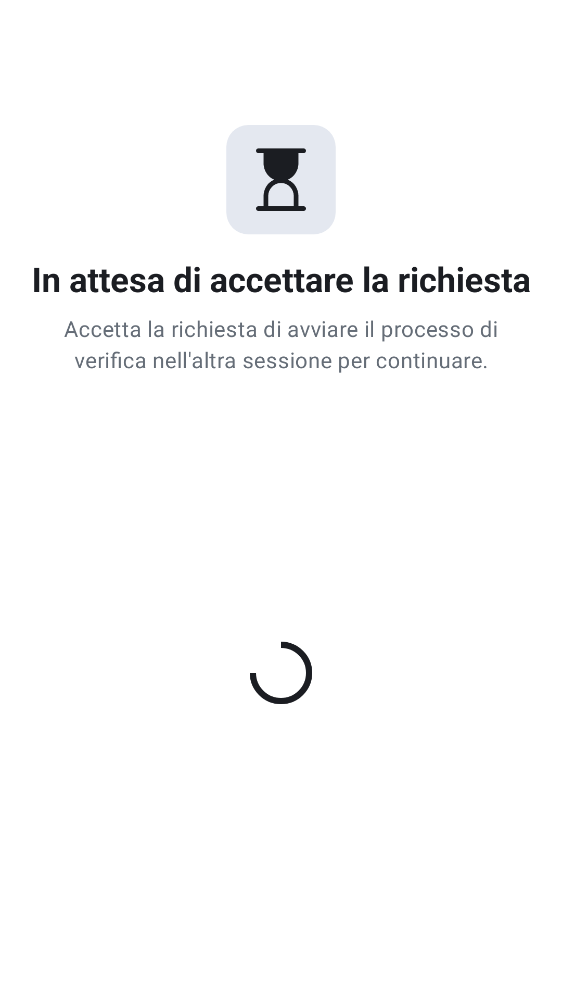 In attesa di accettare la richiesta
Accetta la richiesta di avviare il processo di
verifica nell'altra sessione per continuare.